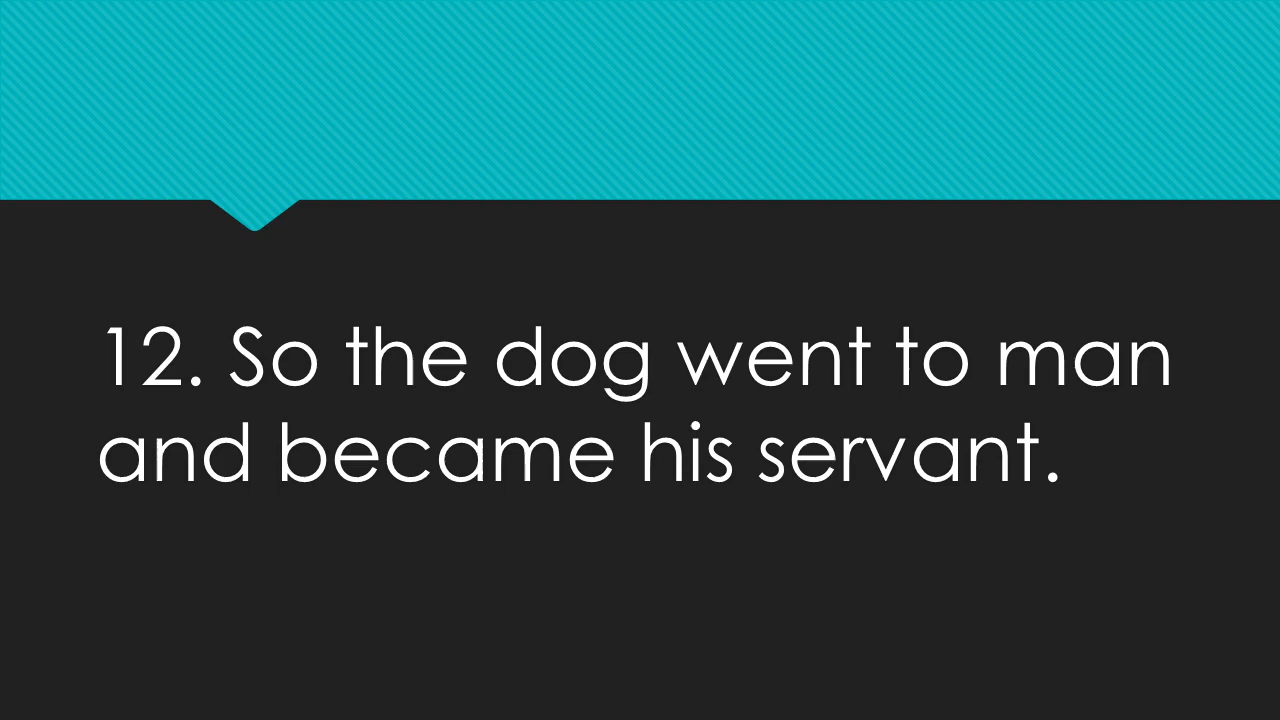 12. So the dog went to man
and became his servant.